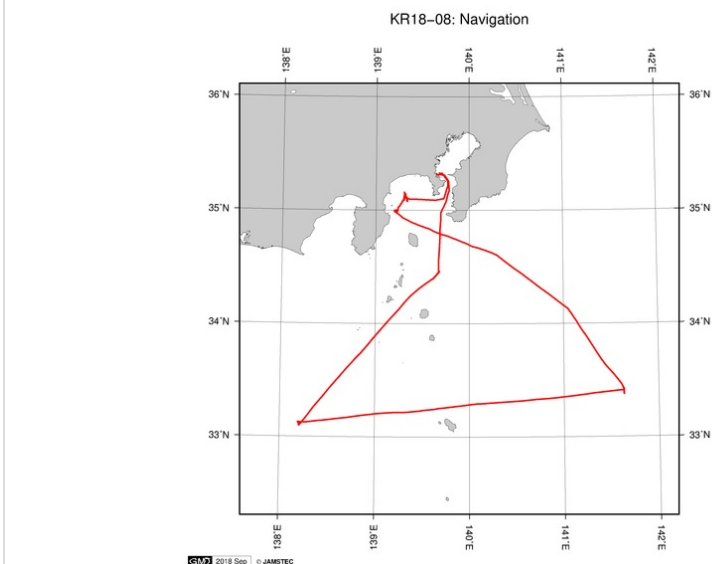 KR18−08: Navigation
138˚E 139˚E 140˚E 141˚E 142˚E
36˚N 36˚N
35˚N 35˚N
34˚N 34˚N
33˚N 33˚N
138˚E 139˚E 140˚E 141˚E 142˚E
GMD 2018 Sep © JAMSTEC